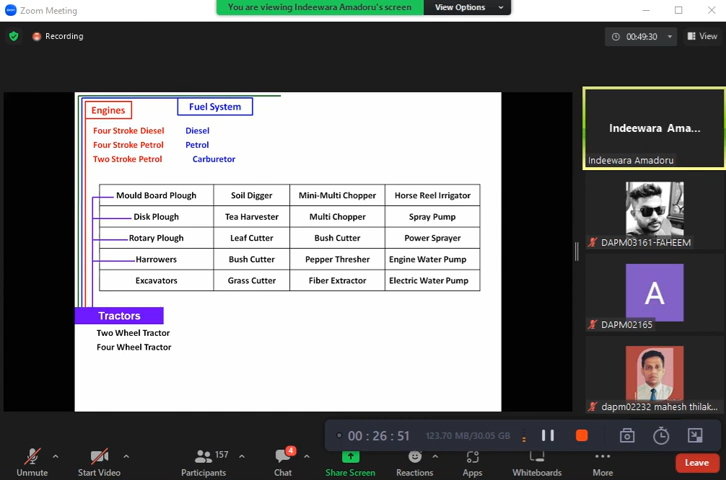 Zoom Meeting
You are viewing Indeewara Amadoru's screen
View Options
Recording
00:49:30
View
Engines
Fuel System
Four Stroke Diesel
Diesel
Four Stroke Petrol
Petrol
Two Stroke Petrol
Carburetor
Mould Board Plough Soil Digger Mini-Multi Chopper Horse Reel Irrigator
Disk Plough Tea Harvester Multi Chopper Spray Pump
Rotary Plough Leaf Cutter Bush Cutter Power Sprayer
Harrowers Bush Cutter Pepper Thresher Engine Water Pump
Excavators Grass Cutter Fiber Extractor Electric Water Pump
Tractors
Two Wheel Tractor
Four Wheel Tractor
Indeewara Ama...
Indeewara Amadoru
DAPM03161-FAHEEM
A
DAPM02165
dapm02232 mahesh thilak...
00:26:51
123.70 MB/30.05 GB
157
4
Unmute
Start Video
Participants
Chat
Share Screen
Reactions
Apps
Whiteboards
More
Leave